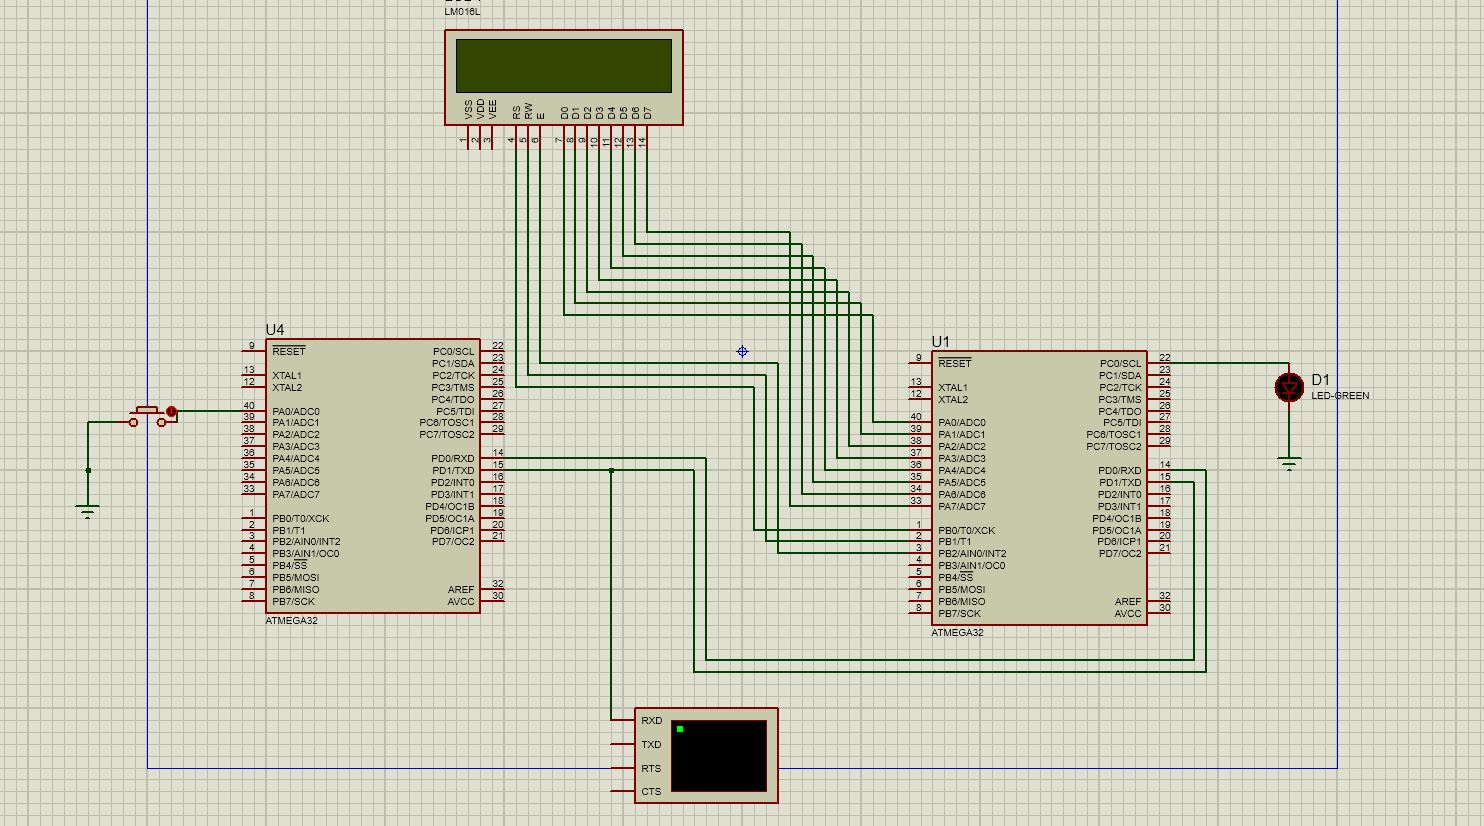 LM016L
VSS VDD VEE RS RW E D0 D1 D2 D3 D4 D5 D6 D7
1 2 3 4 5 6 7 8 9 10 11 12 13 14
U4
9 RESET PC0/SCL 22
PC1/SDA 23
13 XTAL1 PC2/TCK 24
12 XTAL2 PC3/TMS 25
PC4/TDO 26
40 PA0/ADC0 PC5/TDI 27
39 PA1/ADC1 PC6/TOSC1 28
38 PA2/ADC2 PC7/TOSC2 29
37 PA3/ADC3
36 PA4/ADC4 PD0/RXD 14
35 PA5/ADC5 PD1/TXD 15
34 PA6/ADC6 PD2/INT0 16
33 PA7/ADC7 PD3/INT1 17
PD4/OC1B 18
1 PB0/T0/XCK PD5/OC1A 19
2 PB1/T1 PD6/ICP1 20
3 PB2/AIN0/INT2 PD7/OC2 21
4 PB3/AIN1/OC0
5 PB4/SS
6 PB5/MOSI
7 PB6/MISO AREF 32
8 PB7/SCK AVCC 30
ATMEGA32
U1
9 RESET PC0/SCL 22
PC1/SDA 23
13 XTAL1 PC2/TCK 24
12 XTAL2 PC3/TMS 25
PC4/TDO 26
40 PA0/ADC0 PC5/TDI 27
39 PA1/ADC1 PC6/TOSC1 28
38 PA2/ADC2 PC7/TOSC2 29
37 PA3/ADC3
36 PA4/ADC4 PD0/RXD 14
35 PA5/ADC5 PD1/TXD 15
34 PA6/ADC6 PD2/INT0 16
33 PA7/ADC7 PD3/INT1 17
PD4/OC1B 18
1 PB0/T0/XCK PD5/OC1A 19
2 PB1/T1 PD6/ICP1 20
3 PB2/AIN0/INT2 PD7/OC2 21
4 PB3/AIN1/OC0
5 PB4/SS
6 PB5/MOSI
7 PB6/MISO AREF 32
8 PB7/SCK AVCC 30
ATMEGA32
D1
LED-GREEN
RXD
TXD
RTS
CTS